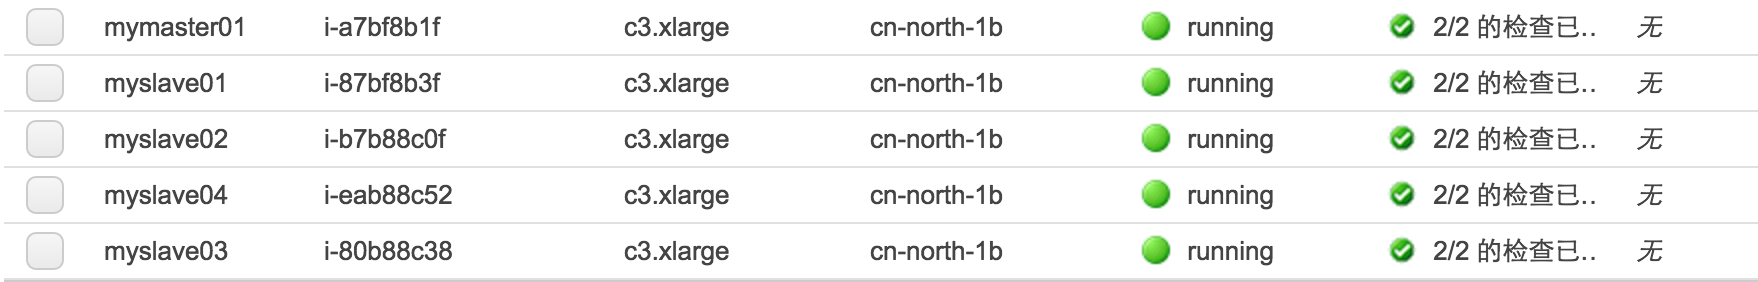 mymaster01 i-a7bf8b1f c3.xlarge cn-north-1b running 2/2 的检查已.. 无
myslave01 i-87bf8b3f c3.xlarge cn-north-1b running 2/2 的检查已.. 无
myslave02 i-b7b88c0f c3.xlarge cn-north-1b running 2/2 的检查已.. 无
myslave04 i-eab88c52 c3.xlarge cn-north-1b running 2/2 的检查已.. 无
myslave03 i-80b88c38 c3.xlarge cn-north-1b running 2/2 的检查已.. 无